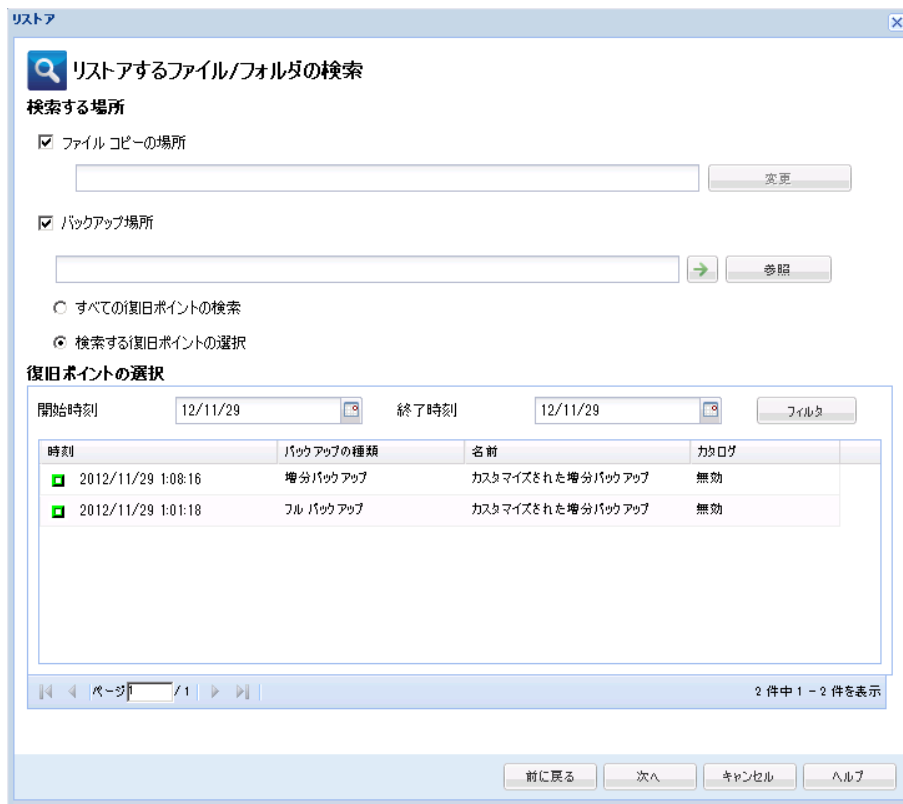 リストア
リストアするファイル/フォルダの検索
検索する場所
ファイル コピーの場所
変更
バックアップ場所
参照
すべての復旧ポイントの検索
検索する復旧ポイントの選択
復旧ポイントの選択
開始時刻 12/11/29 終了時刻 12/11/29 フィルタ
時刻 バックアップの種類 名前 カタログ
2012/11/29 1:08:16 増分バックアップ カスタマイズされた増分バックアップ 無効
2012/11/29 1:01:18 フル バックアップ カスタマイズされた増分バックアップ 無効
ページ 1 / 1 2 件中 1 - 2 件を表示
前に戻る 次へ キャンセル ヘルプ